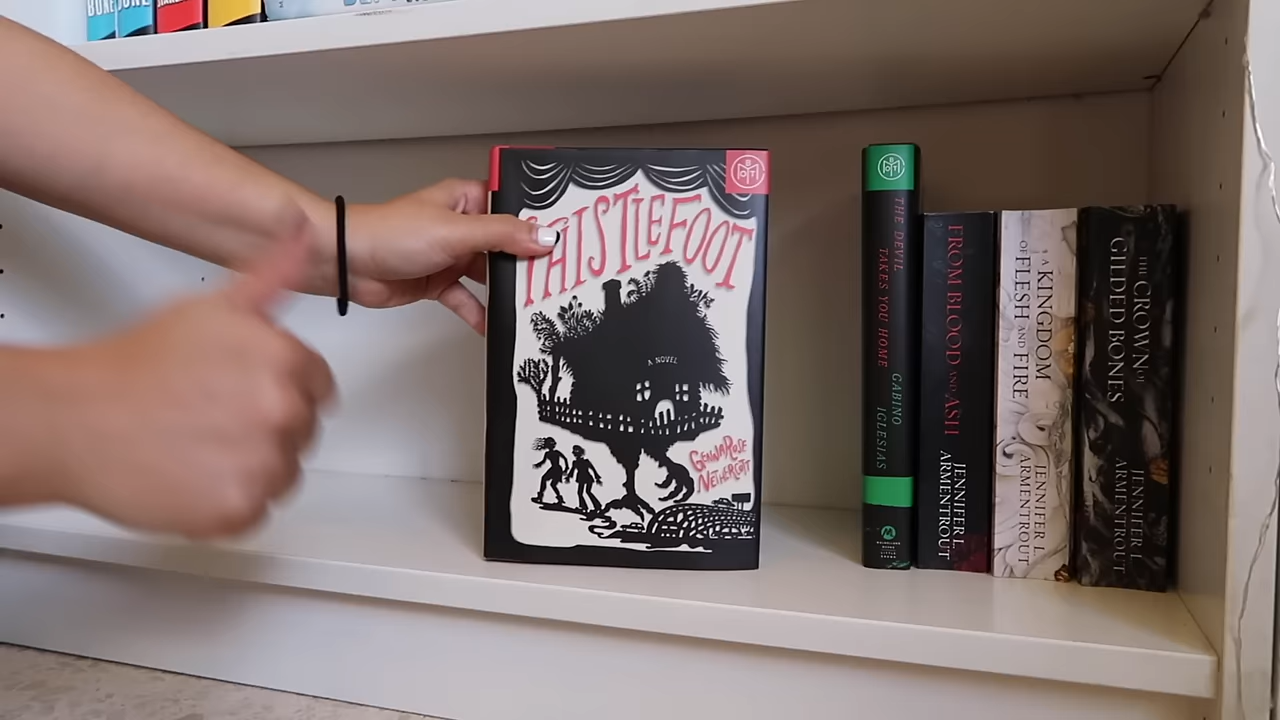 THISTLEFOOT
A NOVEL
GENNAROSE
NETHERCOTT
BOTM
THE DEVIL
TAKES YOU HOME
GABINO
IGLESIAS
FROM BLOOD AND ASH
JENNIFER L.
ARMENTROUT
A KINGDOM
OF FLESH AND FIRE
JENNIFER L.
ARMENTROUT
THE CROWN OF
GILDED BONES
JENNIFER L.
ARMENTROUT